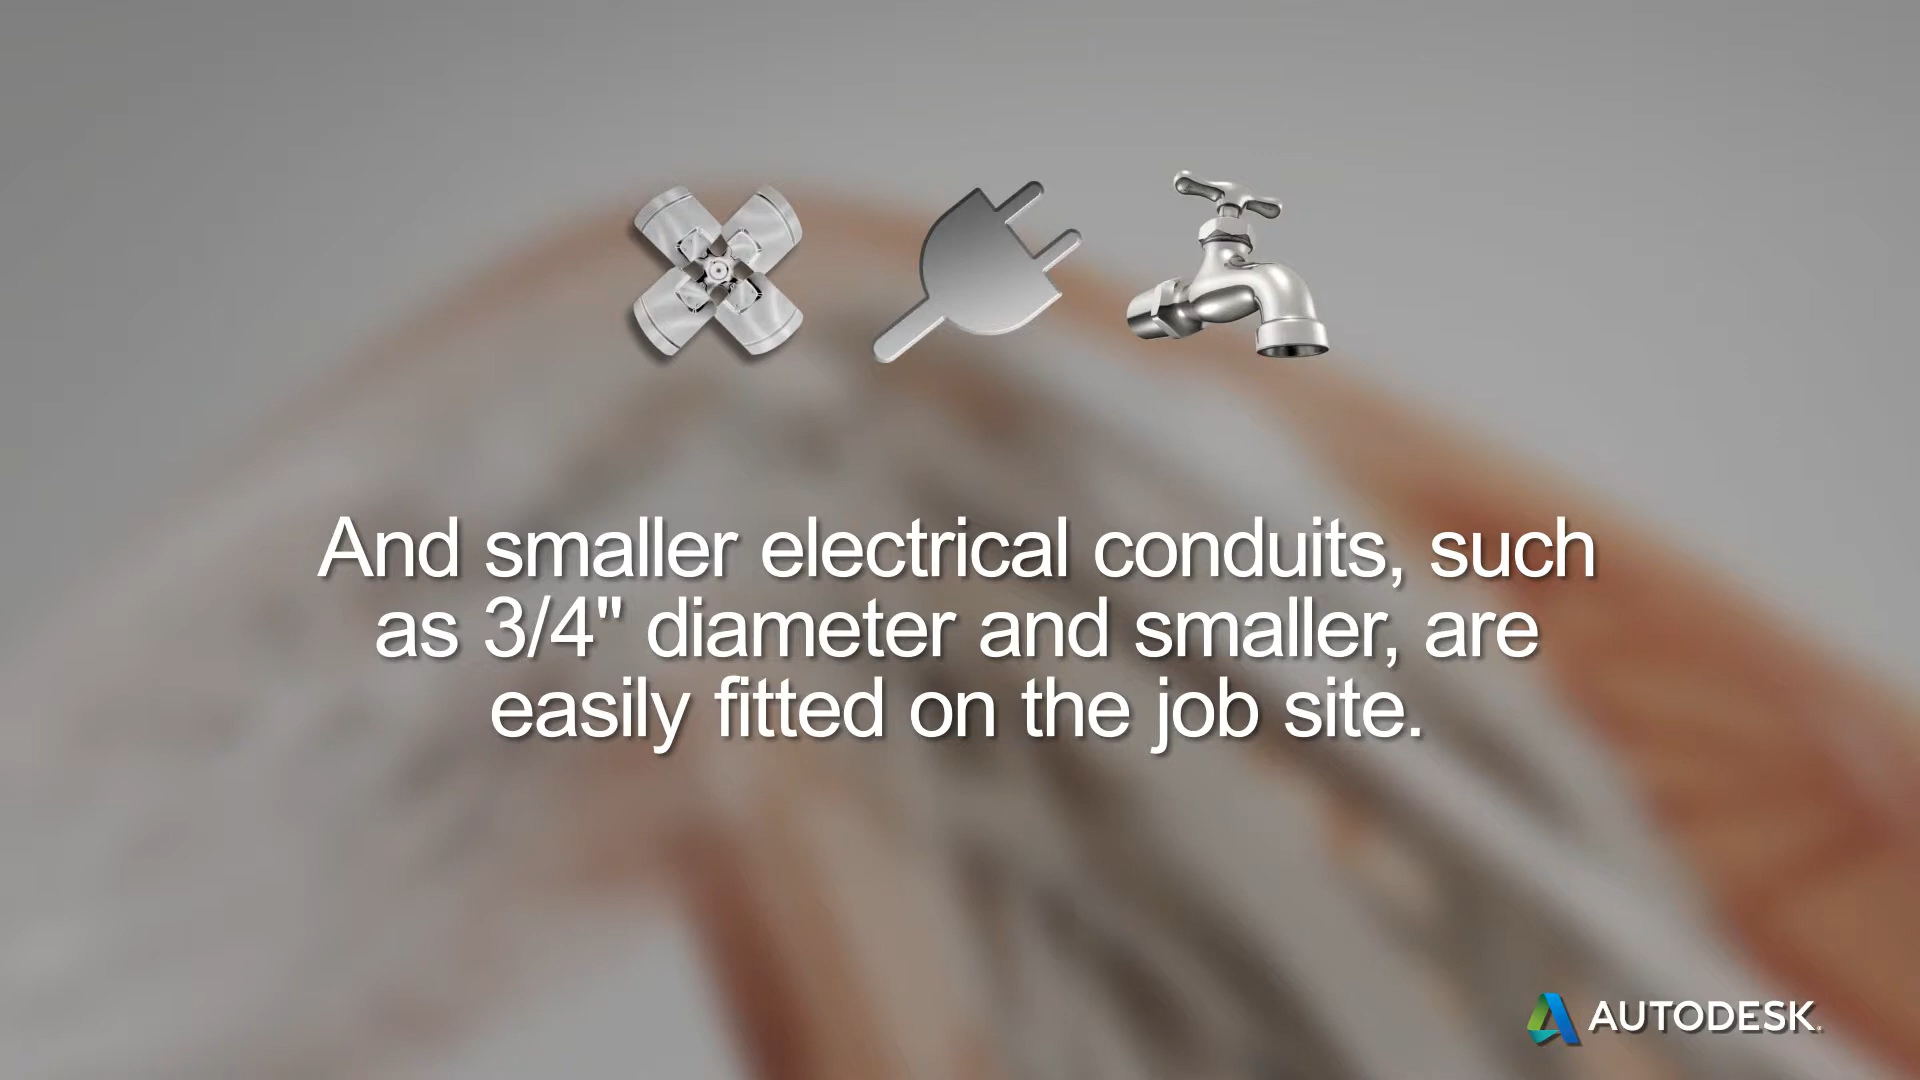 And smaller electrical conduits, such
as 3/4" diameter and smaller, are
easily fitted on the job site.
AUTODESK.